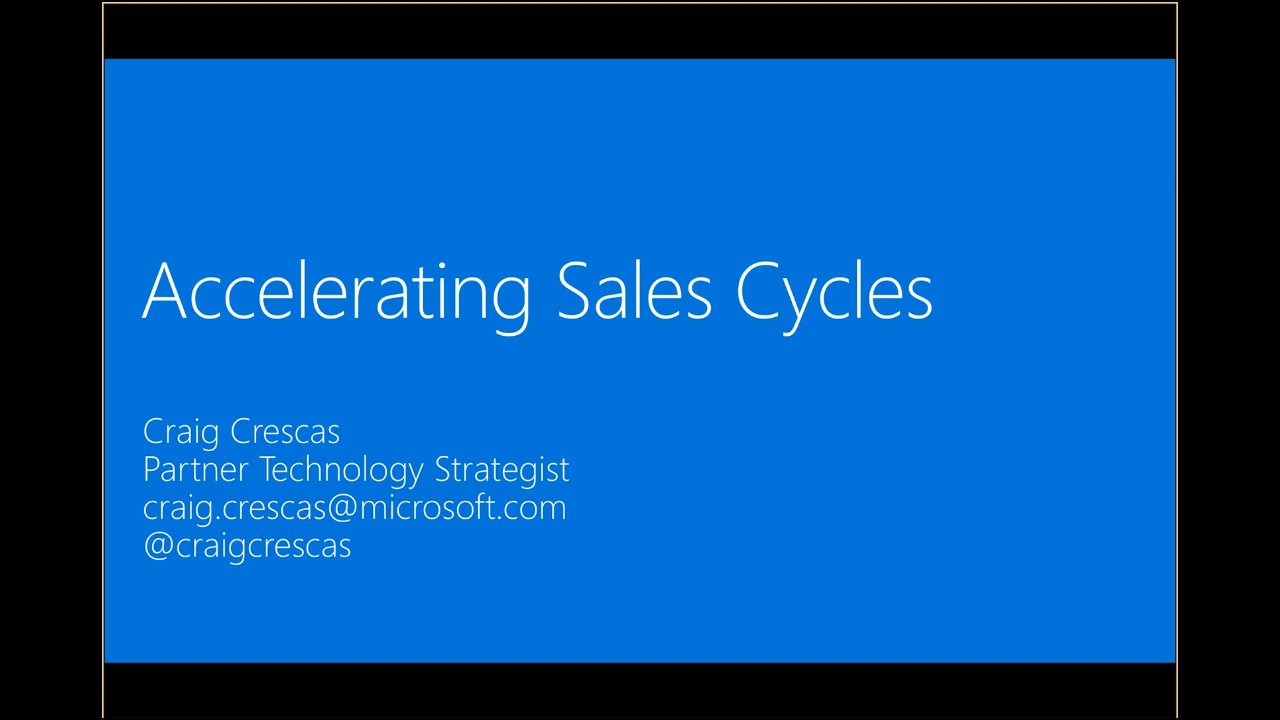 Accelerating Sales Cycles
Craig Crescas
Partner Technology Strategist
craig.crescas@microsoft.com
@craigcrescas